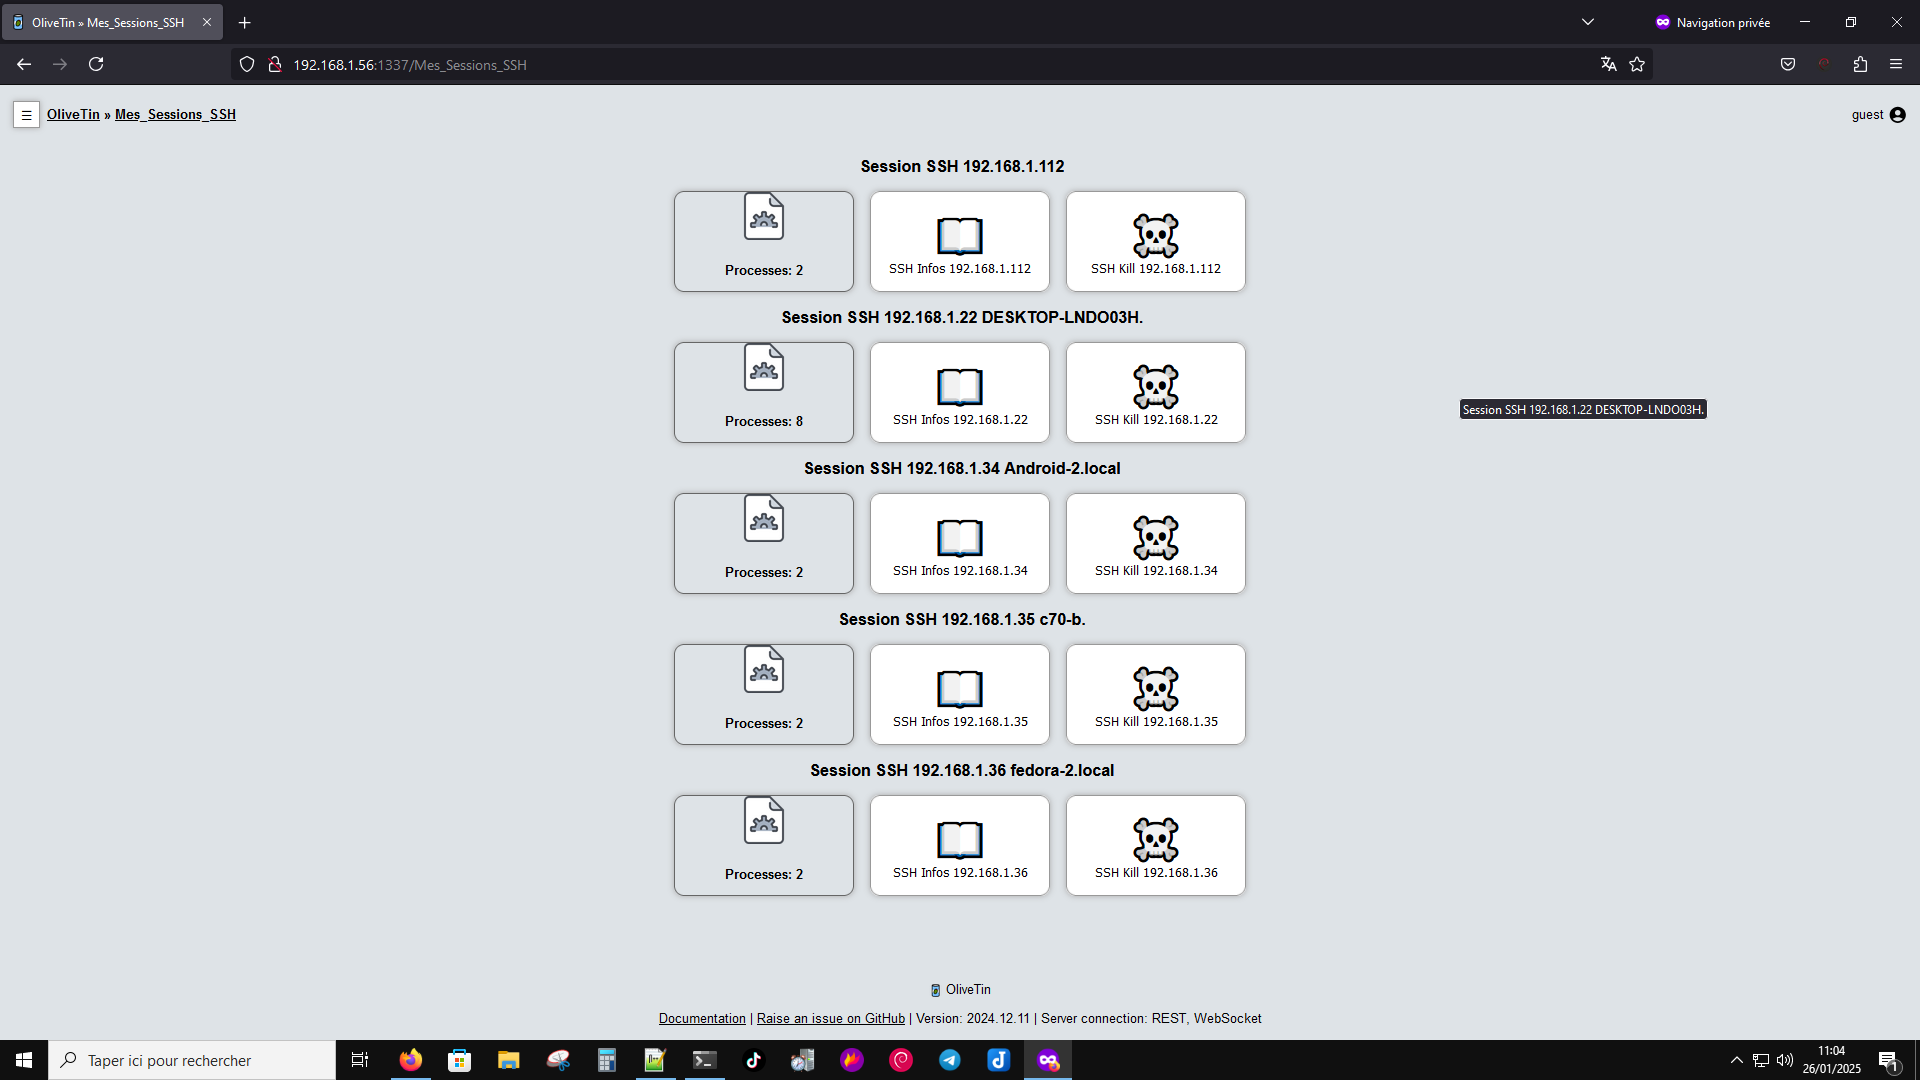 OliveTin » Mes_Sessions_SSH
Navigation privée
192.168.1.56:1337/Mes_Sessions_SSH
OliveTin » Mes_Sessions_SSH
guest
Session SSH 192.168.1.112
Processes: 2
SSH Infos 192.168.1.112
SSH Kill 192.168.1.112
Session SSH 192.168.1.22 DESKTOP-LNDO03H.
Processes: 8
SSH Infos 192.168.1.22
SSH Kill 192.168.1.22
Session SSH 192.168.1.22 DESKTOP-LNDO03H.
Session SSH 192.168.1.34 Android-2.local
Processes: 2
SSH Infos 192.168.1.34
SSH Kill 192.168.1.34
Session SSH 192.168.1.35 c70-b.
Processes: 2
SSH Infos 192.168.1.35
SSH Kill 192.168.1.35
Session SSH 192.168.1.36 fedora-2.local
Processes: 2
SSH Infos 192.168.1.36
SSH Kill 192.168.1.36
OliveTin
Documentation | Raise an issue on GitHub | Version: 2024.12.11 | Server connection: REST, WebSocket
Taper ici pour rechercher
11:04
26/01/2025
1